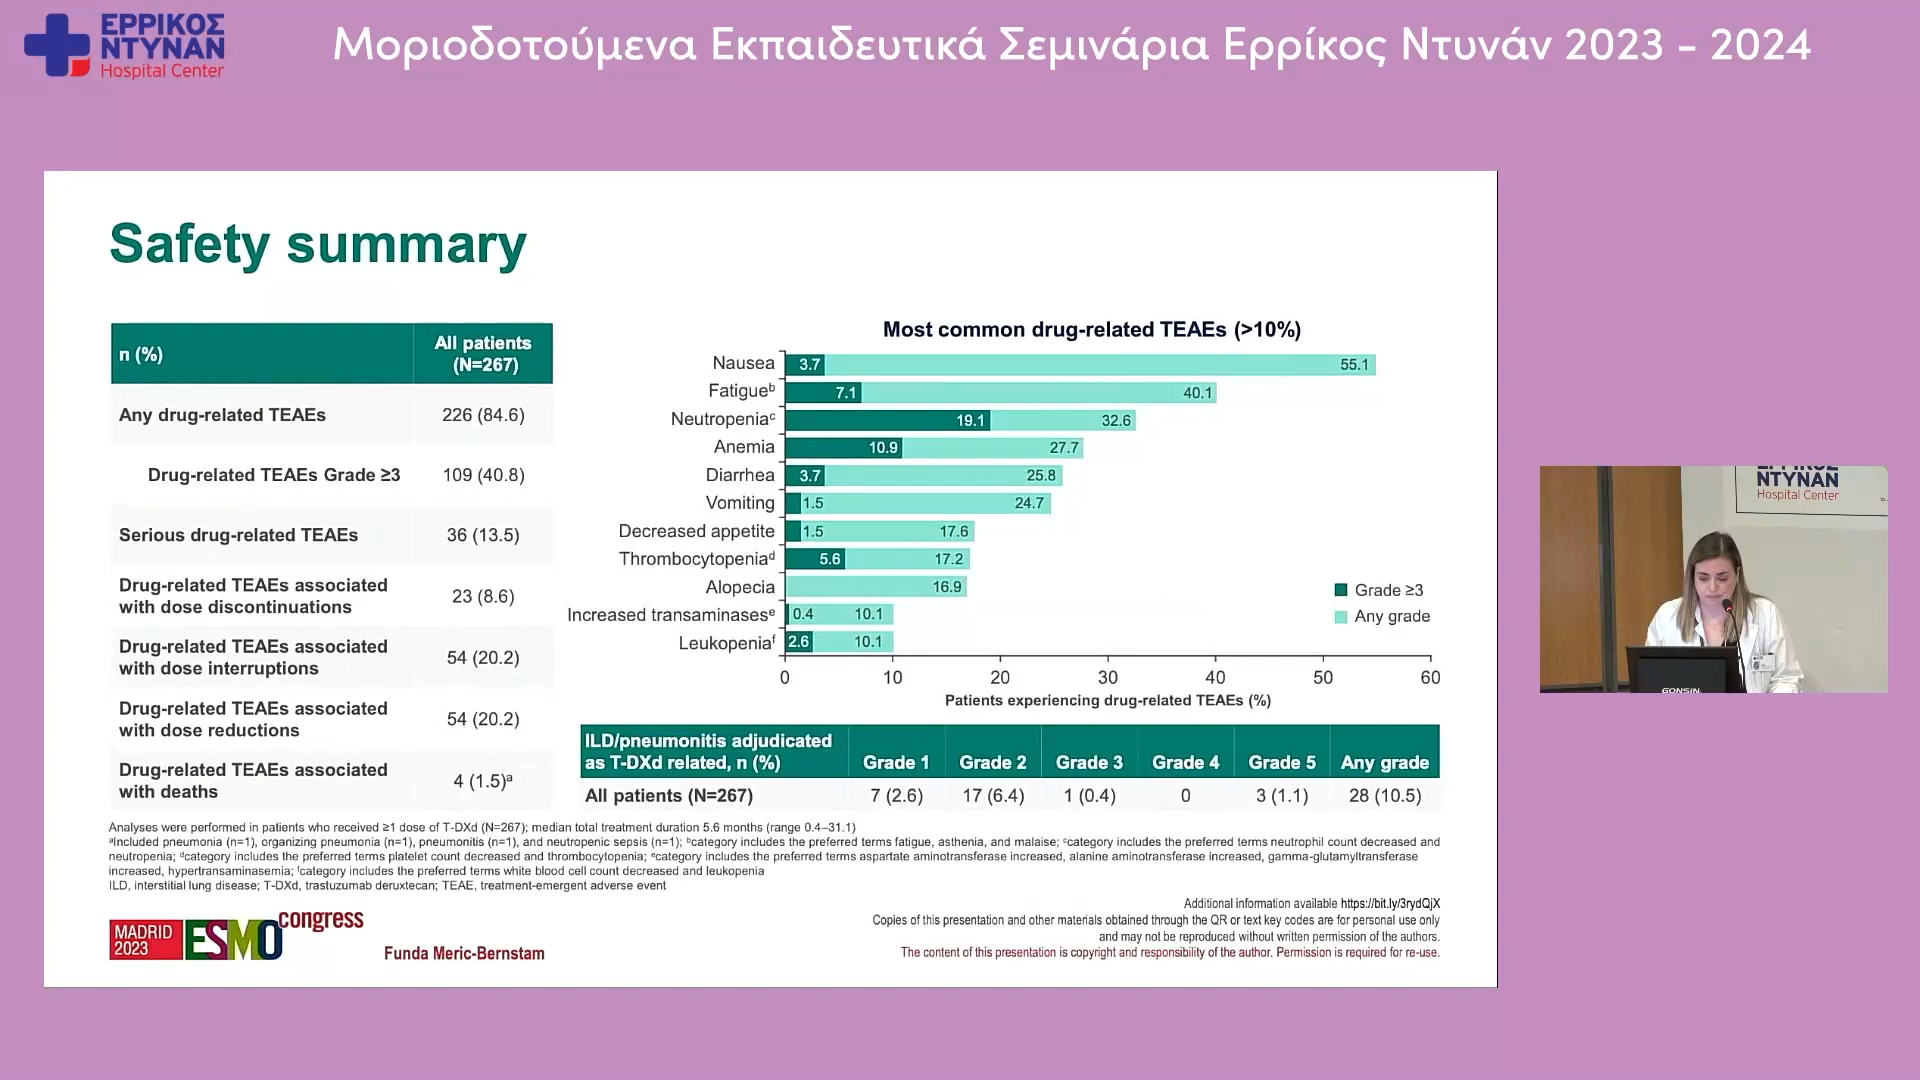 ΕΡΡΙΚΟΣ
ΝΤΥΝΑΝ
Hospital Center
Μοριοδοτούμενα Εκπαιδευτικά Σεμινάρια Ερρίκος Ντυνάν 2023 - 2024
Safety summary
n (%)
All patients
(N=267)
Any drug-related TEAEs 226 (84.6)
Drug-related TEAEs Grade ≥3 109 (40.8)
Serious drug-related TEAEs 36 (13.5)
Drug-related TEAEs associated
with dose discontinuations
23 (8.6)
Drug-related TEAEs associated
with dose interruptions
54 (20.2)
Drug-related TEAEs associated
with dose reductions
54 (20.2)
Drug-related TEAEs associated
with deaths
4 (1.5)ᵃ
Most common drug-related TEAEs (>10%)
Nausea 3.7 55.1
Fatigueᵇ 7.1 40.1
Neutropeniaᶜ 19.1 32.6
Anemia 10.9 27.7
Diarrhea 3.7 25.8
Vomiting 1.5 24.7
Decreased appetite 1.5 17.6
Thrombocytopeniaᵈ 5.6 17.2
Alopecia 16.9
Increased transaminasesᵉ 0.4 10.1
Leukopeniaᶠ 2.6 10.1
Grade ≥3
Any grade
0 10 20 30 40 50 60
Patients experiencing drug-related TEAEs (%)
ILD/pneumonitis adjudicated
as T-DXd related, n (%) Grade 1 Grade 2 Grade 3 Grade 4 Grade 5 Any grade
All patients (N=267) 7 (2.6) 17 (6.4) 1 (0.4) 0 3 (1.1) 28 (10.5)
Analyses were performed in patients who received ≥1 dose of T-DXd (N=267); median total treatment duration 5.6 months (range 0.4–31.1)
ᵃIncluded pneumonia (n=1), organizing pneumonia (n=1), pneumonitis (n=1), and neutropenic sepsis (n=1); ᵇcategory includes the preferred terms fatigue, asthenia, and malaise; ᶜcategory includes the preferred terms neutrophil count decreased and
neutropenia; ᵈcategory includes the preferred terms platelet count decreased and thrombocytopenia; ᵉcategory includes the preferred terms aspartate aminotransferase increased, alanine aminotransferase increased, gamma-glutamyltransferase
increased, hypertransaminasemia; ᶠcategory includes the preferred terms white blood cell count decreased and leukopenia
ILD, interstitial lung disease; T-DXd, trastuzumab deruxtecan; TEAE, treatment-emergent adverse event
MADRID
2023
ESMO
congress
Funda Meric-Bernstam
Additional information available https://bit.ly/3rydQjX
Copies of this presentation and other materials obtained through the QR or text key codes are for personal use only
and may not be reproduced without written permission of the authors.
The content of this presentation is copyright and responsibility of the author. Permission is required for re-use.
ΕΡΡΙΚΟΣ
ΝΤΥΝΑΝ
Hospital Center
GONSIN